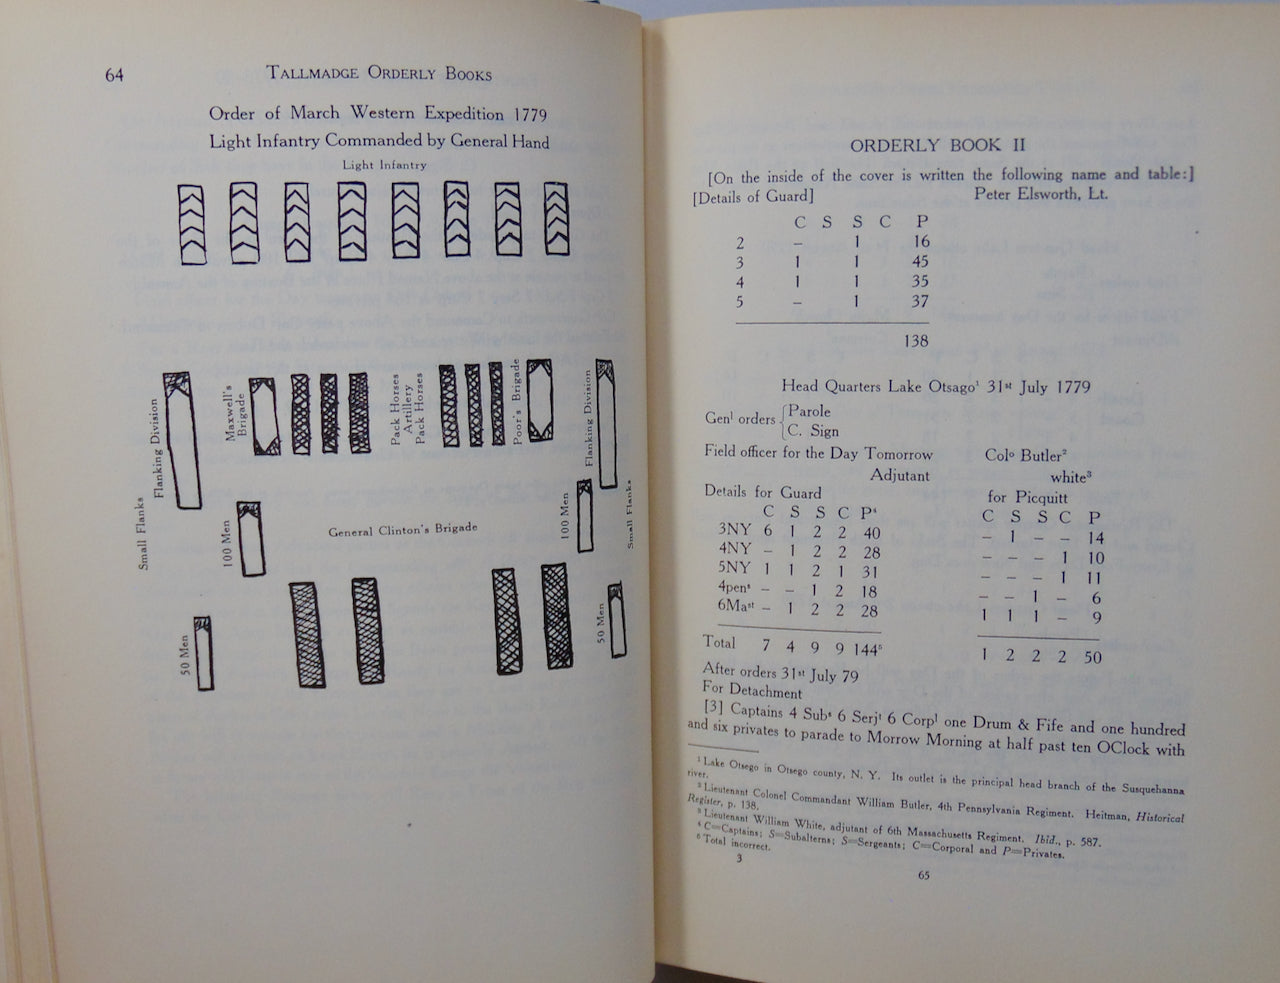 64
TALLMADGE ORDERLY BOOKS
Order of March Western Expedition 1779
Light Infantry Commanded by General Hand
Light Infantry
Flanking Division
Maxwell's
Brigade
Pack Horses
Artillery
Pack Horses
Poor's Brigade
Flanking Division
Small Flanks
100 Men
General Clinton's Brigade
100 Men
Small Flanks
50 Men
50 Men
ORDERLY BOOK II
[On the inside of the cover is written the following name and table:]
[Details of Guard] Peter Elsworth, Lt.
C S S C P
2 – 1 16
3 1 1 45
4 1 1 35
5 – 1 37
138
Head Quarters Lake Otsago¹ 31st July 1779
Genl orders {Parole
C. Sign
Field officer for the Day Tomorrow Colo Butler²
Adjutant white³
Details for Guard for Picquitt
C S S C P⁴ C S S C P
3NY 6 1 2 2 40 – 1 – – 14
4NY – 1 2 2 28 – – – 1 10
5NY 1 1 2 1 31 – – – 1 11
4pens – – 1 2 18 – – 1 – 6
6Mast – 1 2 2 28 1 1 1 – 9
Total 7 4 9 9 144⁵ 1 2 2 2 50
After orders 31st July 79
For Detachment
[3] Captains 4 Subs 6 Serjt 6 Corpl one Drum & Fife and one hundred
and six privates to parade to Morrow Morning at half past ten OClock with
¹ Lake Otsego in Otsego county, N. Y. Its outlet is the principal head branch of the Susquehanna
river.
² Lieutenant Colonel Commandant William Butler, 4th Pennsylvania Regiment. Heitman, Historical
Register, p. 138.
³ Lieutenant William White, adjutant of 6th Massachusetts Regiment. Ibid., p. 587.
⁴ C=Captains; S=Subalterns; S=Sergeants; C=Corporal and P=Privates.
⁵ Total incorrect.
3
65